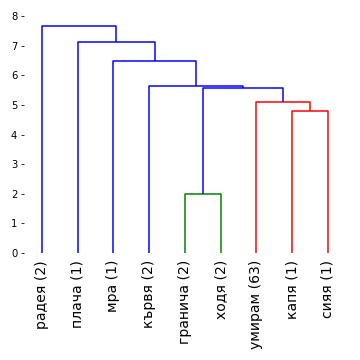 8
7
6
5
4
3
2
1
0
радея (2)
плача (1)
мра (1)
кървя (2)
гранича (2)
ходя (2)
умирам (63)
капя (1)
сияя (1)